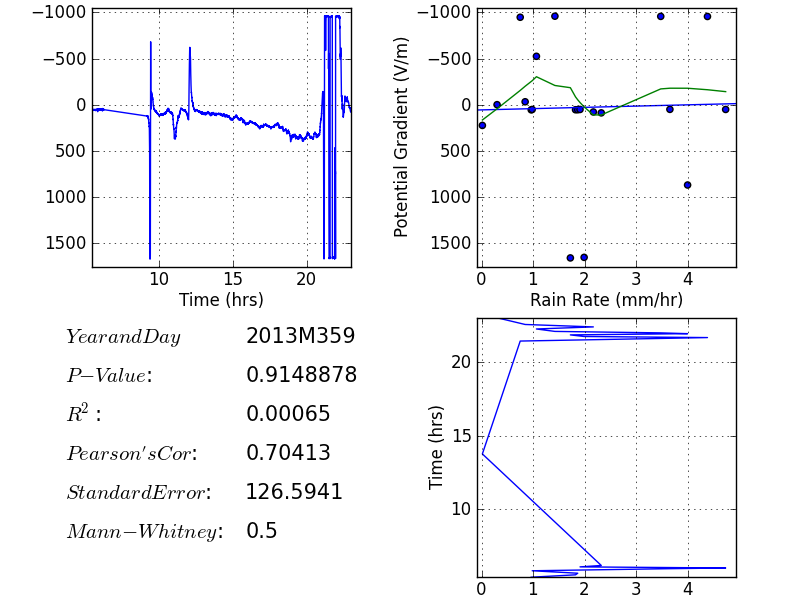 −1000
−500
0
500
1000
1500
10 15 20
Time (hrs)
−1000
−500
0
500
1000
1500
Potential Gradient (V/m)
0 1 2 3 4
Rain Rate (mm/hr)
YearandDay 2013M359
P−Value: 0.9148878
R²: 0.00065
Pearson'sCor: 0.70413
StandardError: 126.5941
Mann−Whitney: 0.5
20
15
10
Time (hrs)
0 1 2 3 4